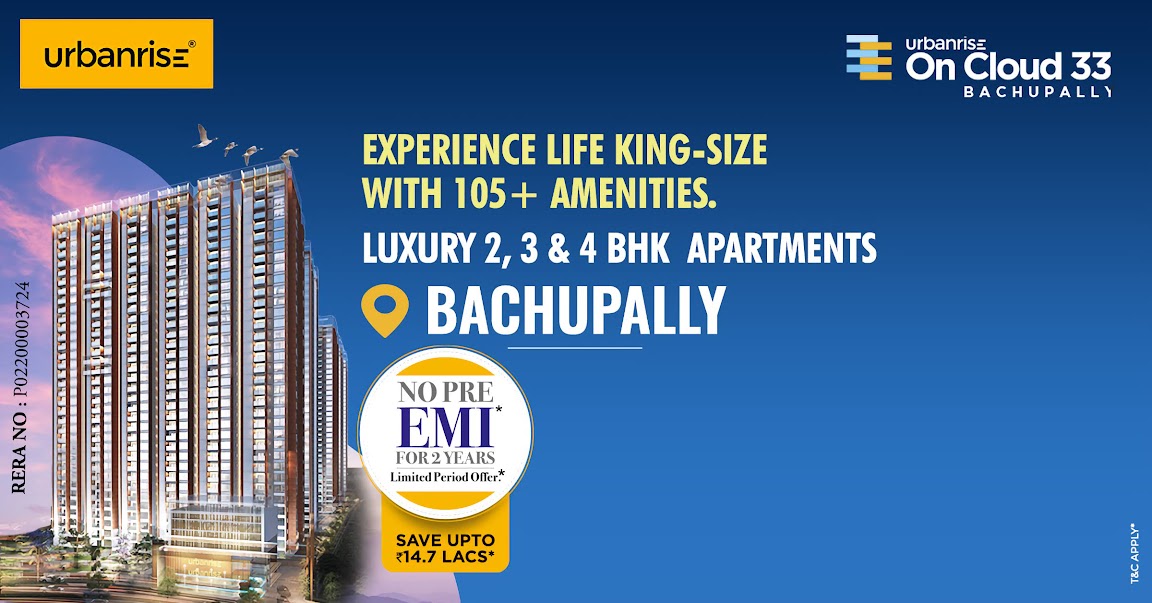 urbanrise®
urbanrise
On Cloud 33
BACHUPALLY
EXPERIENCE LIFE KING-SIZE
WITH 105+ AMENITIES.
LUXURY 2, 3 & 4 BHK APARTMENTS
BACHUPALLY
NO PRE
EMI*
FOR 2 YEARS
Limited Period Offer.*
SAVE UPTO
₹14.7 LACS*
RERA NO : P02200003724
urbanrise
urbanrise
T&C APPLY*